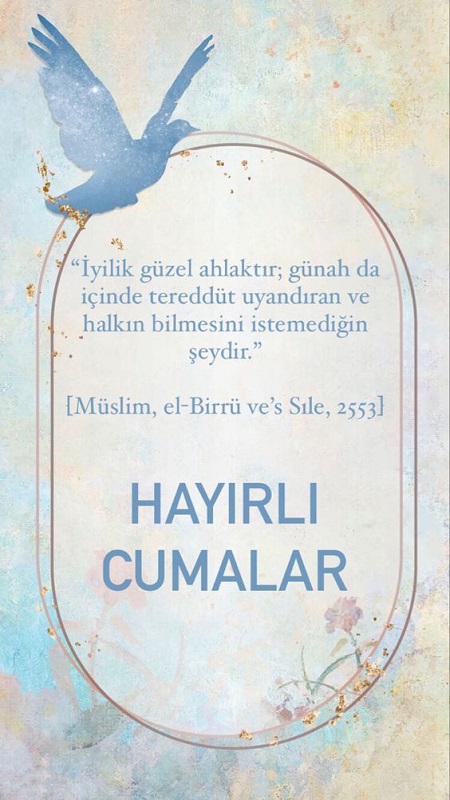 “İyilik güzel ahlaktır; günah da
içinde tereddüt uyandıran ve
halkın bilmesini istemediğin
şeydir.”
[Müslim, el-Birrü ve’s Sıle, 2553]
HAYIRLI
CUMALAR